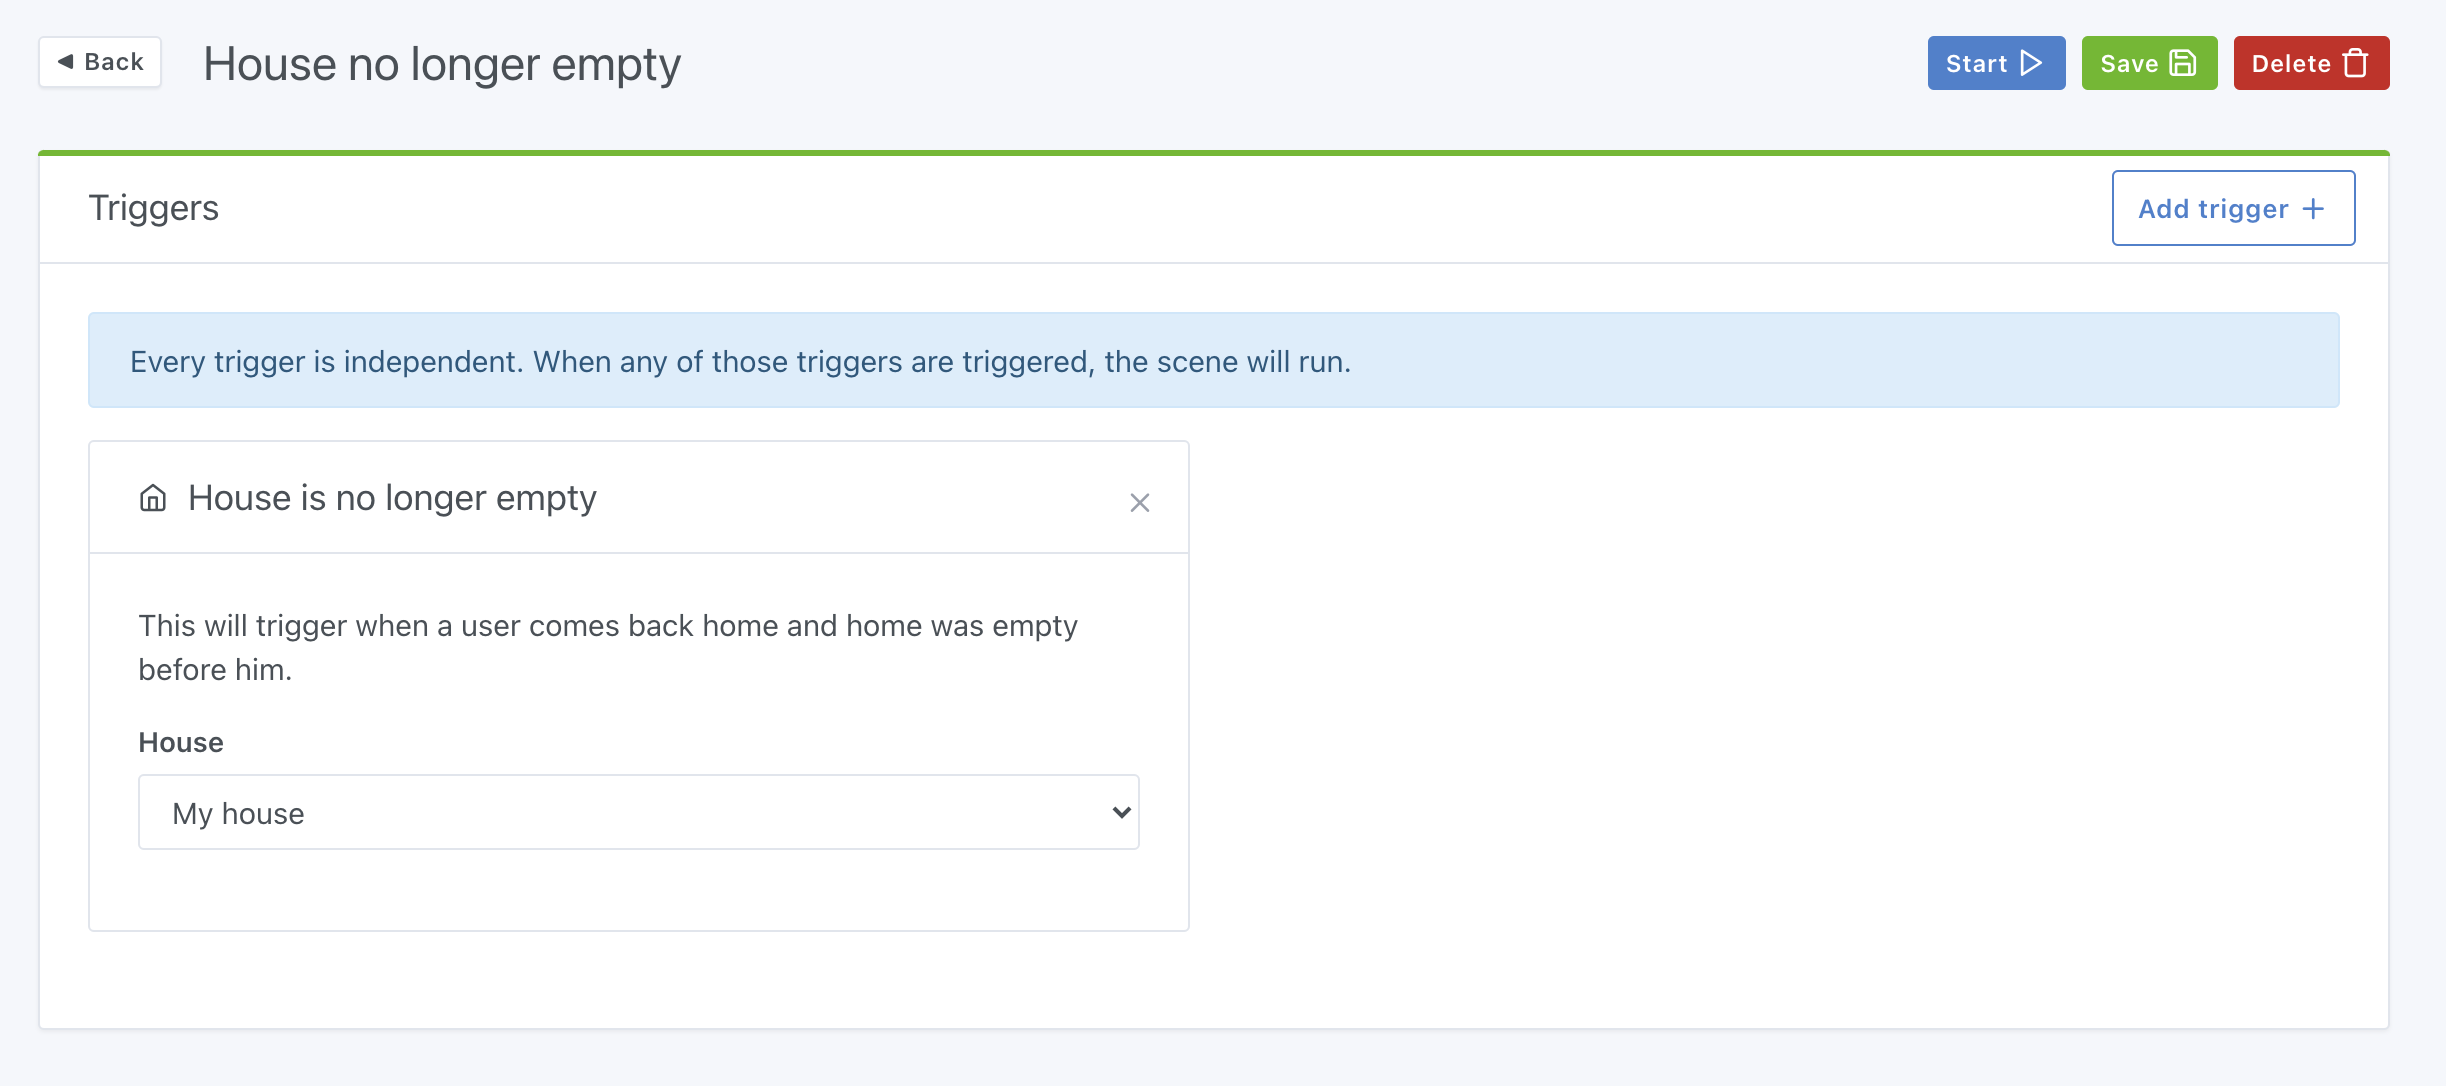 Back
House no longer empty
Start
Save
Delete
Triggers
Add trigger +
Every trigger is independent. When any of those triggers are triggered, the scene will run.
House is no longer empty
This will trigger when a user comes back home and home was empty
before him.
House
My house